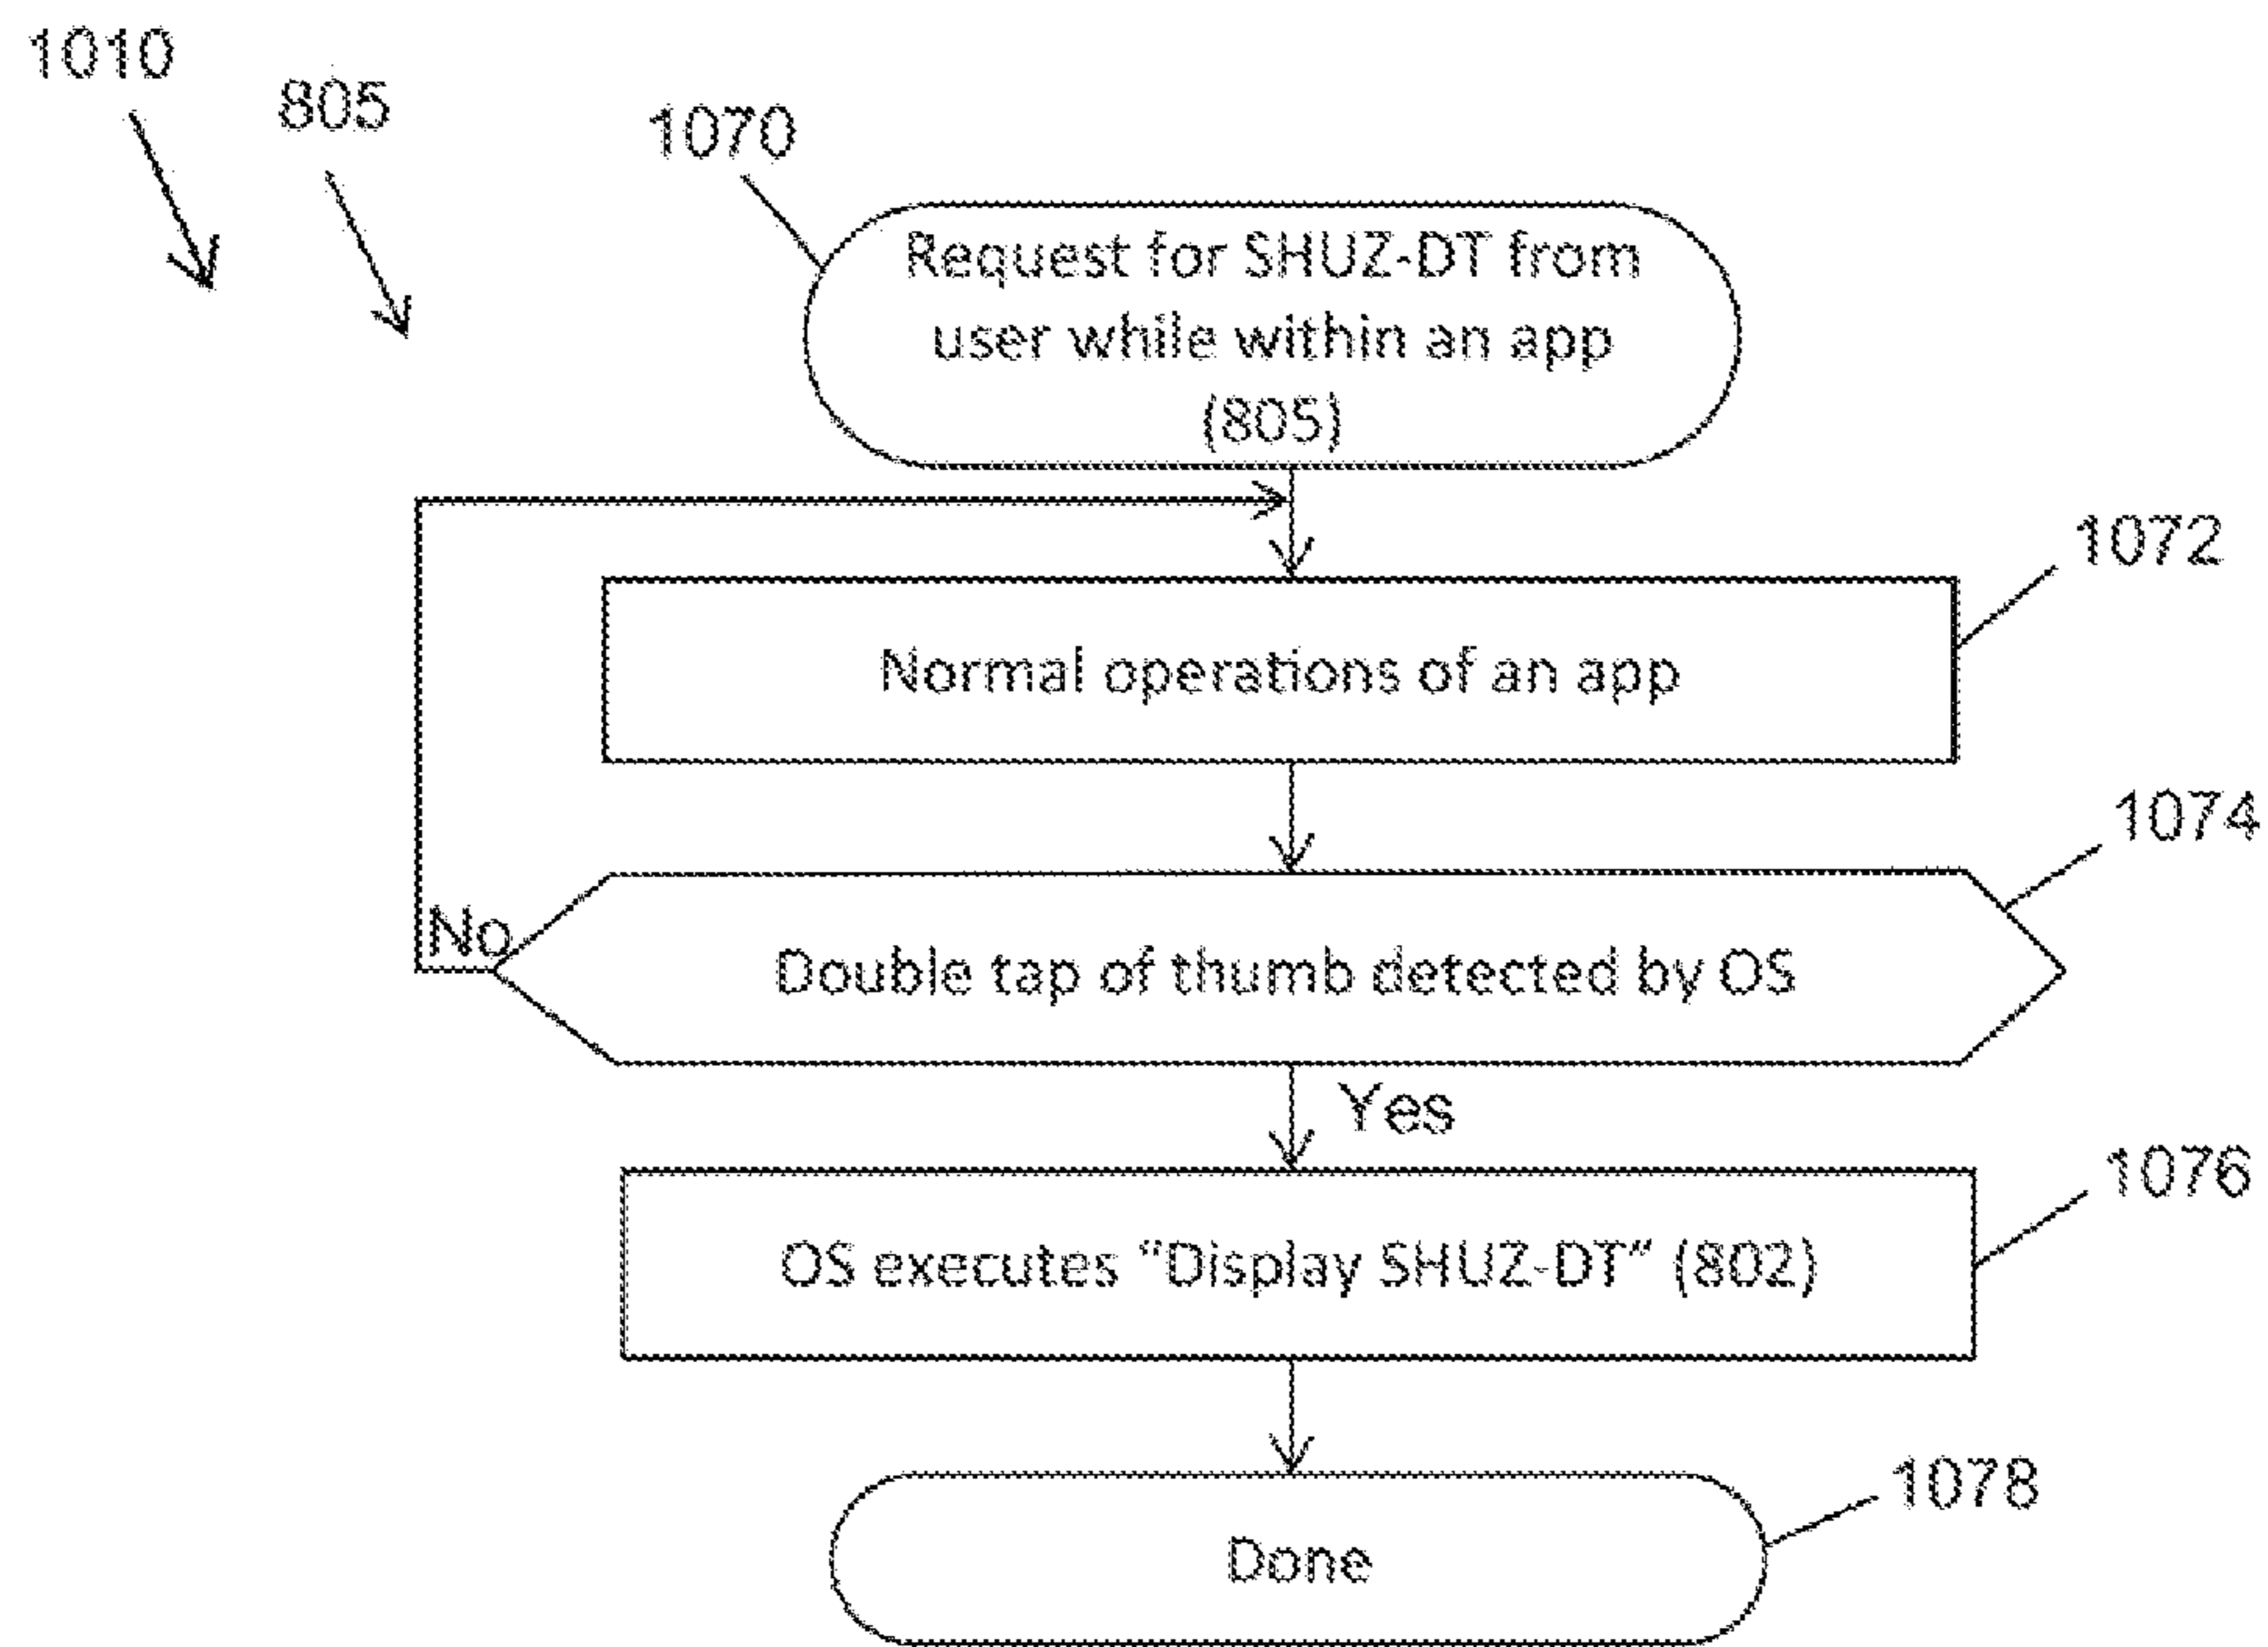 1010
805
1070
Request for SHUZ-DT from
user while within an app
(805)
1072
Normal operations of an app
1074
No
Double tap of thumb detected by OS
Yes
1076
OS executes “Display SHUZ-DT” (802)
1078
Done